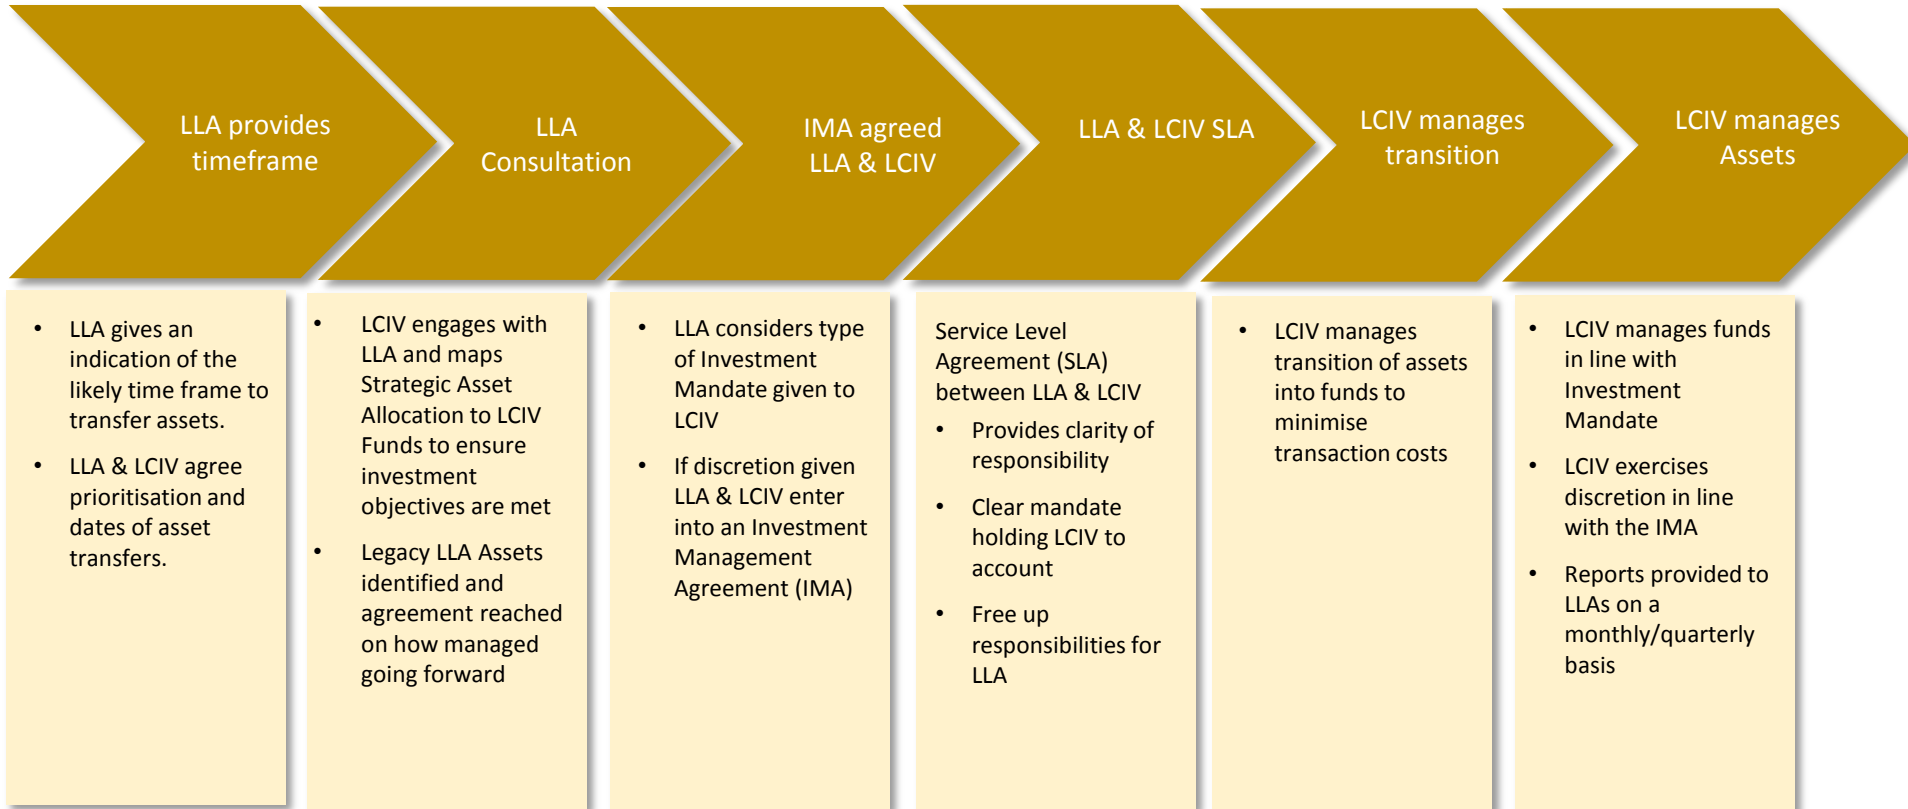 LLA provides
timeframe
LLA
Consultation
IMA agreed
LLA & LCIV
LLA & LCIV SLA
LCIV manages
transition
LCIV manages
Assets
• LLA gives an
indication of the
likely time frame to
transfer assets.
• LLA & LCIV agree
prioritisation and
dates of asset
transfers.
• LCIV engages with
LLA and maps
Strategic Asset
Allocation to LCIV
Funds to ensure
investment
objectives are met
• Legacy LLA Assets
identified and
agreement reached
on how managed
going forward
• LLA considers type
of Investment
Mandate given to
LCIV
• If discretion given
LLA & LCIV enter
into an Investment
Management
Agreement (IMA)
Service Level
Agreement (SLA)
between LLA & LCIV
• Provides clarity of
responsibility
• Clear mandate
holding LCIV to
account
• Free up
responsibilities for
LLA
• LCIV manages
transition of assets
into funds to
minimise
transaction costs
• LCIV manages funds
in line with
Investment
Mandate
• LCIV exercises
discretion in line
with the IMA
• Reports provided to
LLAs on a
monthly/quarterly
basis